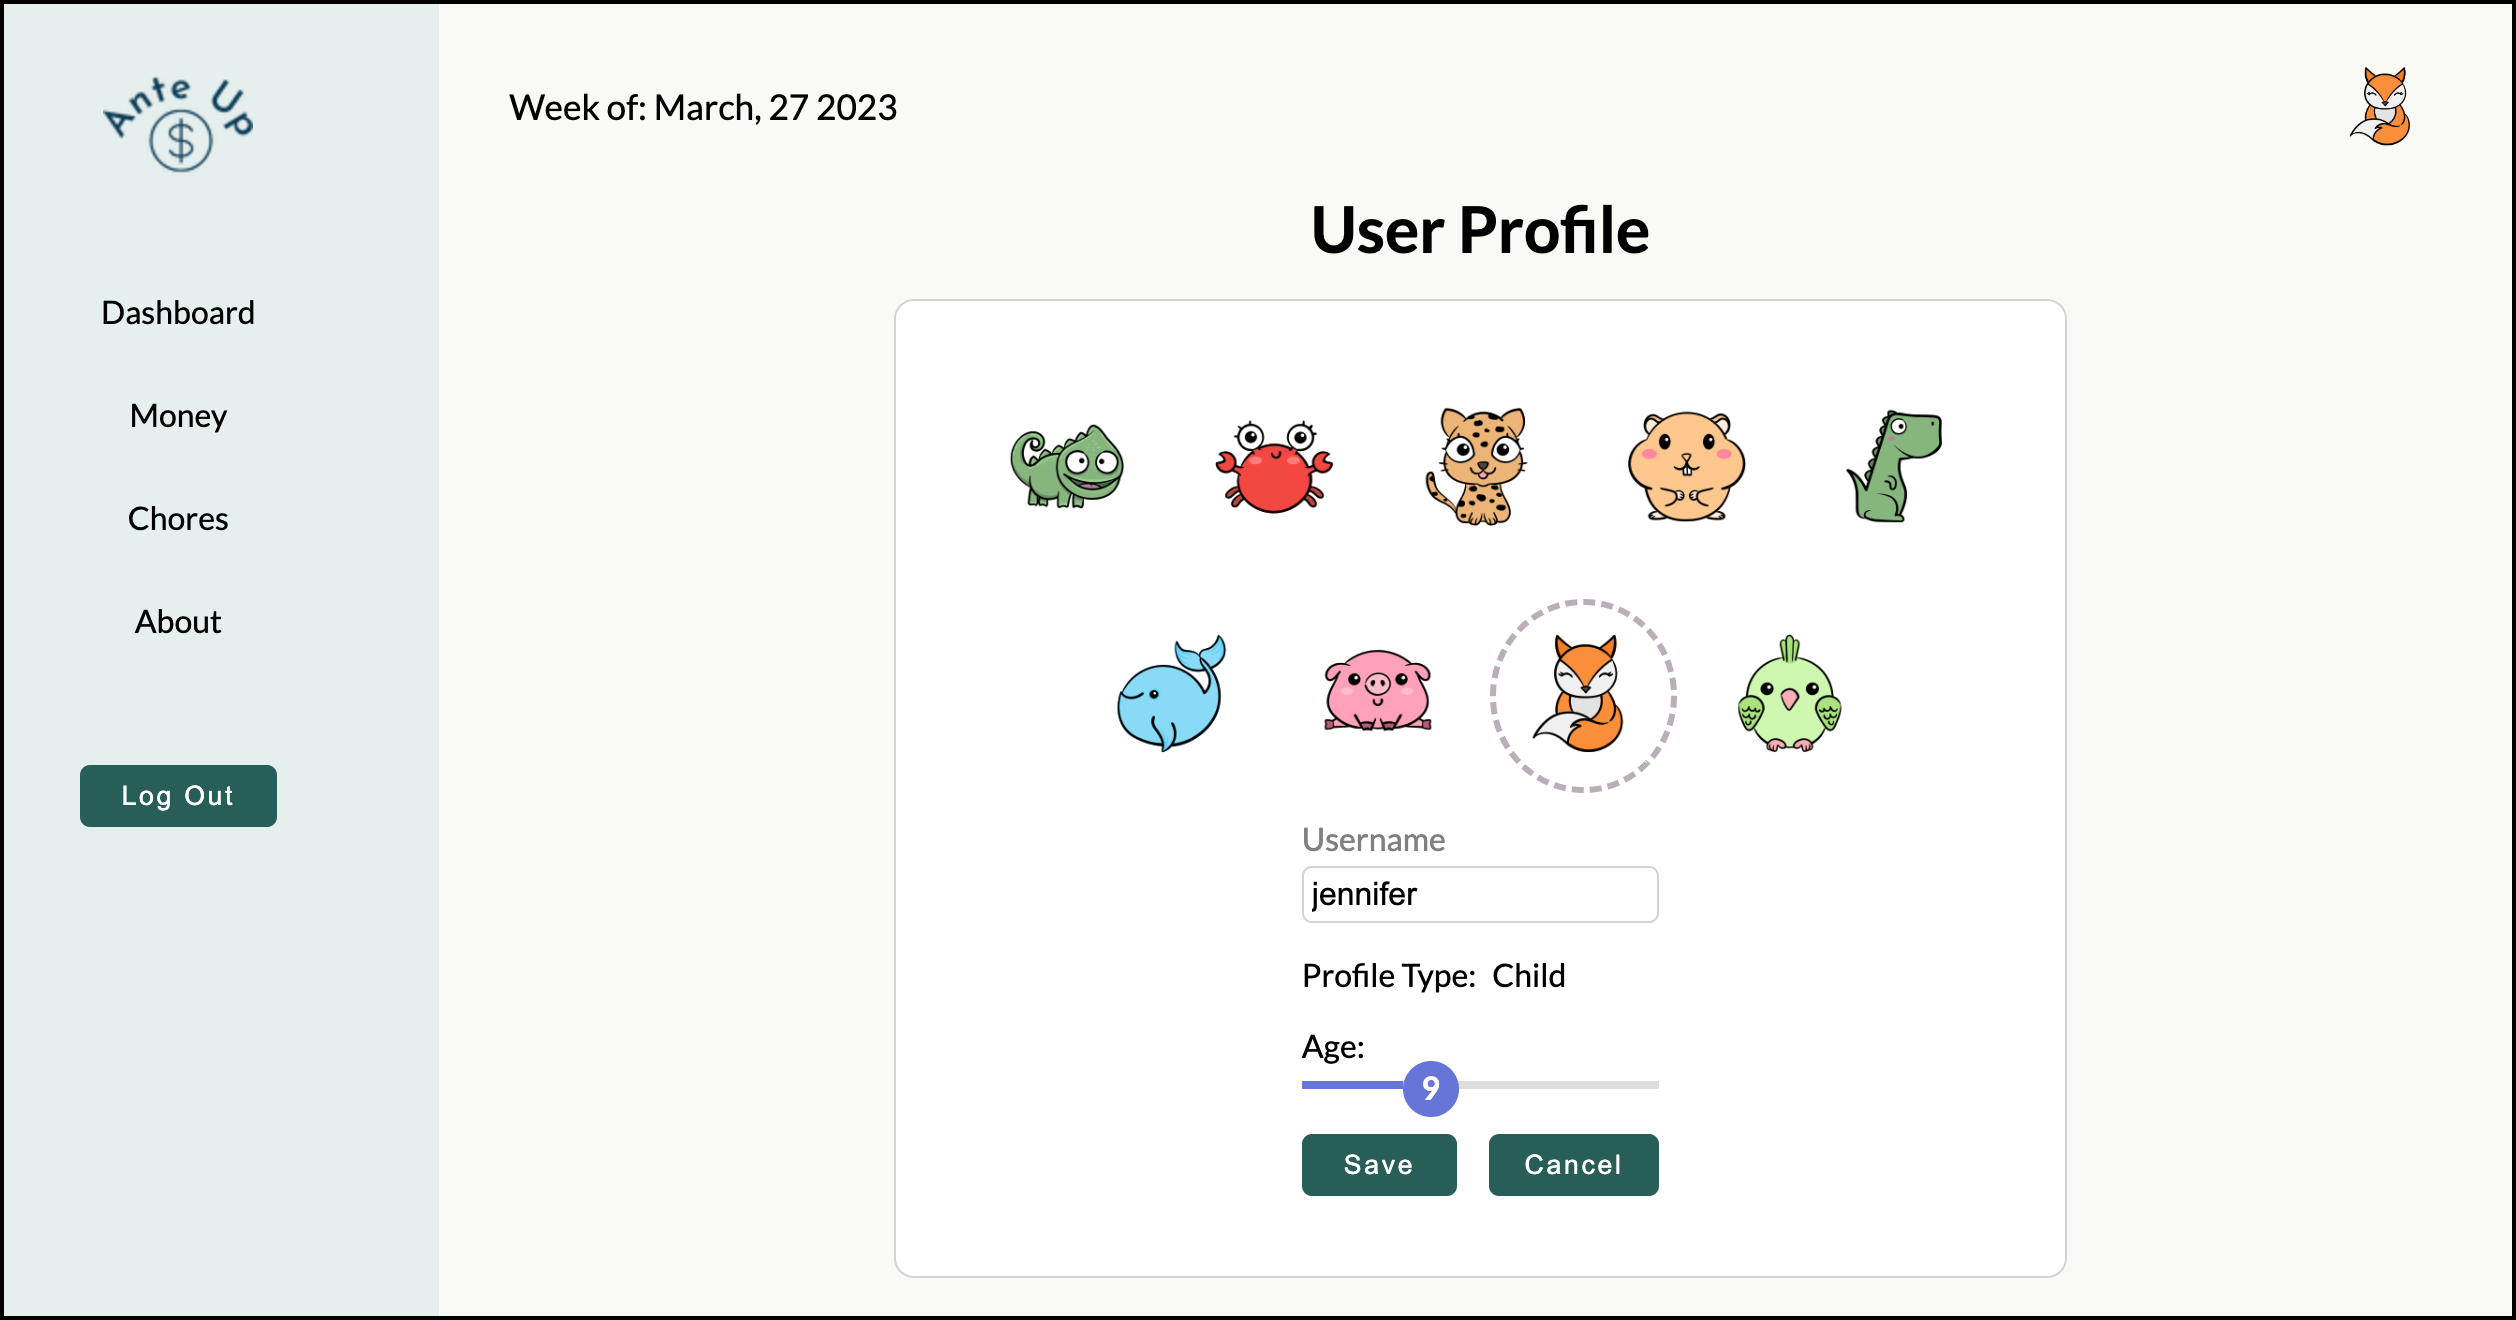 Ante Up
$
Dashboard
Money
Chores
About
Log Out
Week of: March, 27 2023
User Profile
Username
jennifer
Profile Type: Child
Age:
9
Save Cancel